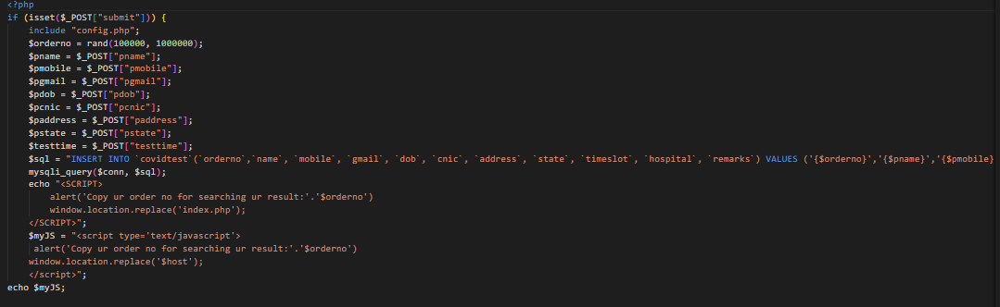 <?php
if (isset($_POST["submit"])) {
    include "config.php";
    $orderno = rand(100000, 1000000);
    $pname = $_POST["pname"];
    $pmobile = $_POST["pmobile"];
    $pgmail = $_POST["pgmail"];
    $pdob = $_POST["pdob"];
    $pcnic = $_POST["pcnic"];
    $paddress = $_POST["paddress"];
    $pstate = $_POST["pstate"];
    $testtime = $_POST["testtime"];
    $sql = "INSERT INTO `covidtest`(`orderno`,`name`, `mobile`, `gmail`, `dob`, `cnic`, `address`, `state`, `timeslot`, `hospital`, `remarks`) VALUES ('{$orderno}','{$pname}','{$pmobile}
    mysqli_query($conn, $sql);
    echo "<SCRIPT>
        alert('Copy ur order no for searching ur result:'.'$orderno')
        window.location.replace('index.php');
    </SCRIPT>";
    $myJS = "<script type='text/javascript'>
     alert('Copy ur order no for searching ur result:'.'$orderno')
    window.location.replace('$host');
    </script>";
echo $myJS;